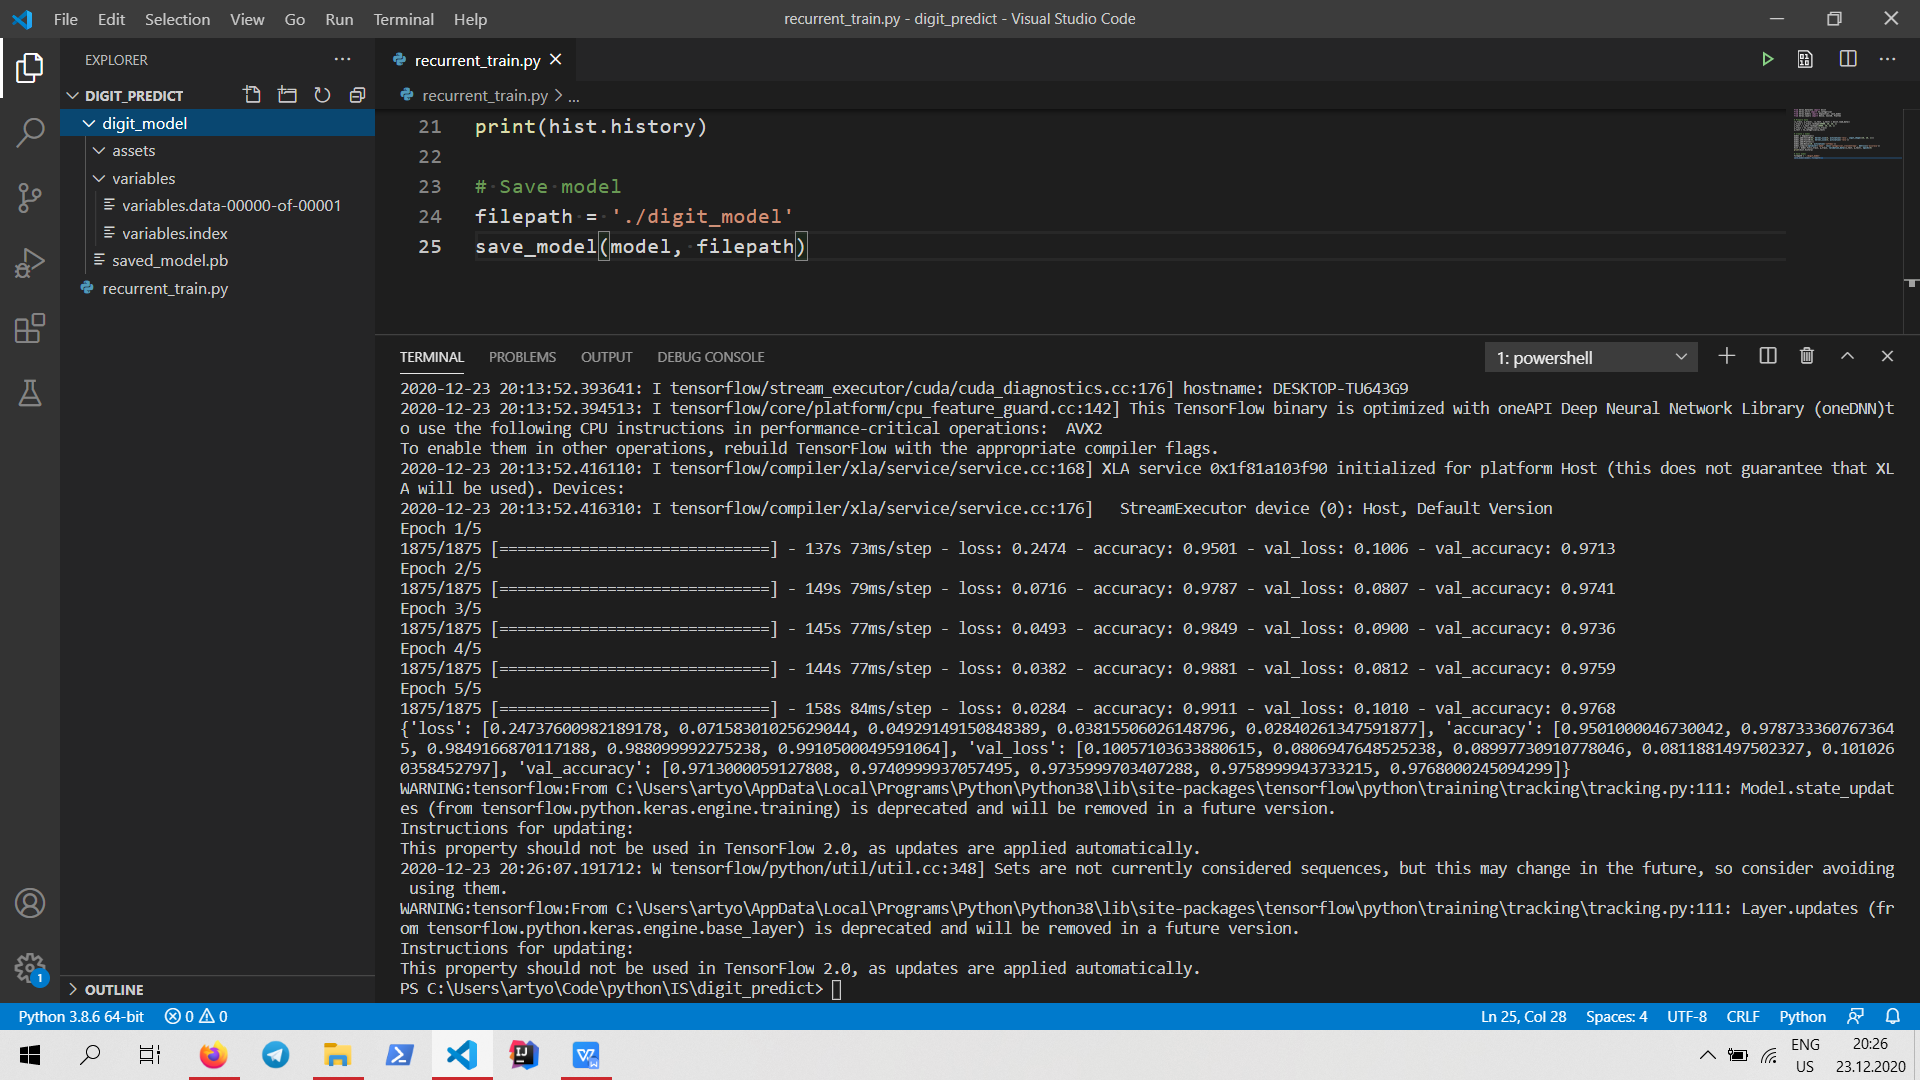 File Edit Selection View Go Run Terminal Help
recurrent_train.py - digit_predict - Visual Studio Code
EXPLORER
DIGIT_PREDICT
digit_model
assets
variables
variables.data-00000-of-00001
variables.index
saved_model.pb
recurrent_train.py
OUTLINE
recurrent_train.py
recurrent_train.py > ...
21 print(hist.history)
22
23 # Save model
24 filepath = './digit_model'
25 save_model(model, filepath)
TERMINAL PROBLEMS OUTPUT DEBUG CONSOLE
1: powershell
2020-12-23 20:13:52.393641: I tensorflow/stream_executor/cuda/cuda_diagnostics.cc:176] hostname: DESKTOP-TU643G9
2020-12-23 20:13:52.394513: I tensorflow/core/platform/cpu_feature_guard.cc:142] This TensorFlow binary is optimized with oneAPI Deep Neural Network Library (oneDNN)t
o use the following CPU instructions in performance-critical operations:  AVX2
To enable them in other operations, rebuild TensorFlow with the appropriate compiler flags.
2020-12-23 20:13:52.416110: I tensorflow/compiler/xla/service/service.cc:168] XLA service 0x1f81a103f90 initialized for platform Host (this does not guarantee that XL
A will be used). Devices:
2020-12-23 20:13:52.416310: I tensorflow/compiler/xla/service/service.cc:176]   StreamExecutor device (0): Host, Default Version
Epoch 1/5
1875/1875 [==============================] - 137s 73ms/step - loss: 0.2474 - accuracy: 0.9501 - val_loss: 0.1006 - val_accuracy: 0.9713
Epoch 2/5
1875/1875 [==============================] - 149s 79ms/step - loss: 0.0716 - accuracy: 0.9787 - val_loss: 0.0807 - val_accuracy: 0.9741
Epoch 3/5
1875/1875 [==============================] - 145s 77ms/step - loss: 0.0493 - accuracy: 0.9849 - val_loss: 0.0900 - val_accuracy: 0.9736
Epoch 4/5
1875/1875 [==============================] - 144s 77ms/step - loss: 0.0382 - accuracy: 0.9881 - val_loss: 0.0812 - val_accuracy: 0.9759
Epoch 5/5
1875/1875 [==============================] - 158s 84ms/step - loss: 0.0284 - accuracy: 0.9911 - val_loss: 0.1010 - val_accuracy: 0.9768
{'loss': [0.24737600982189178, 0.07158301025629044, 0.04929149150848389, 0.03815506026148796, 0.02840261347591877], 'accuracy': [0.9501000046730042, 0.978733360767364
5, 0.9849166870117188, 0.988099992275238, 0.9910500049591064], 'val_loss': [0.10057103633880615, 0.0806947648525238, 0.08997730910778046, 0.0811881497502327, 0.101026
0358452797], 'val_accuracy': [0.9713000059127808, 0.9740999937057495, 0.9735999703407288, 0.9758999943733215, 0.9768000245094299]}
WARNING:tensorflow:From C:\Users\artyo\AppData\Local\Programs\Python\Python38\lib\site-packages\tensorflow\python\training\tracking\tracking.py:111: Model.state_updat
es (from tensorflow.python.keras.engine.training) is deprecated and will be removed in a future version.
Instructions for updating:
This property should not be used in TensorFlow 2.0, as updates are applied automatically.
2020-12-23 20:26:07.191712: W tensorflow/python/util/util.cc:348] Sets are not currently considered sequences, but this may change in the future, so consider avoiding
 using them.
WARNING:tensorflow:From C:\Users\artyo\AppData\Local\Programs\Python\Python38\lib\site-packages\tensorflow\python\training\tracking\tracking.py:111: Layer.updates (fr
om tensorflow.python.keras.engine.base_layer) is deprecated and will be removed in a future version.
Instructions for updating:
This property should not be used in TensorFlow 2.0, as updates are applied automatically.
PS C:\Users\artyo\Code\python\IS\digit_predict>
1
Python 3.8.6 64-bit 0 0 Ln 25, Col 28 Spaces: 4 UTF-8 CRLF Python
ENG
US
20:26
23.12.2020